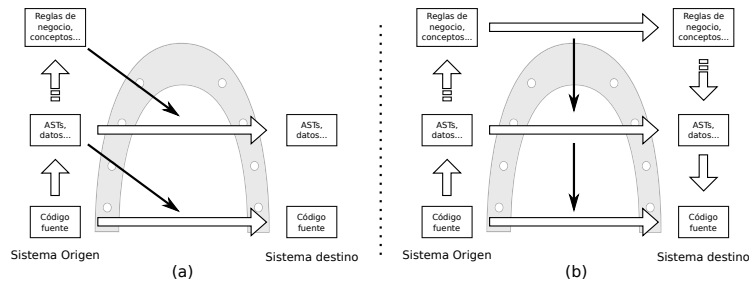 Reglas de
negocio,
conceptos...
ASTs,
datos...
ASTs,
datos...
Código
fuente
Código
fuente
Sistema Origen
Sistema destino
(a)
Reglas de
negocio,
conceptos...
Reglas de
negocio,
conceptos...
ASTs,
datos...
ASTs,
datos...
Código
fuente
Código
fuente
Sistema Origen
Sistema destino
(b)